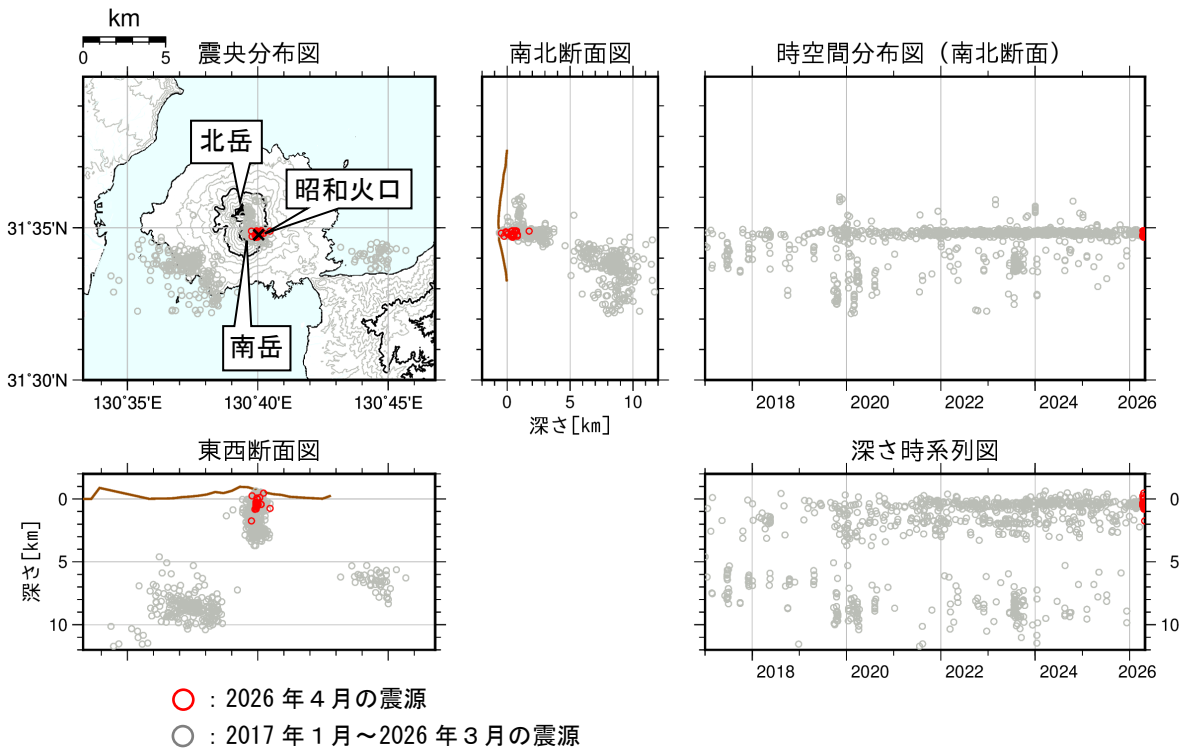 km
0 5
震央分布図
北岳
昭和火口
南岳
31°35'N
31°30'N
130°35'E 130°40'E 130°45'E
南北断面図
0 5 10
深さ[km]
時空間分布図（南北断面）
2018 2020 2022 2024 2026
東西断面図
0
5
10
深さ[km]
深さ時系列図
0
5
10
2018 2020 2022 2024 2026
：2026 年４月の震源
：2017 年１月～2026 年３月の震源